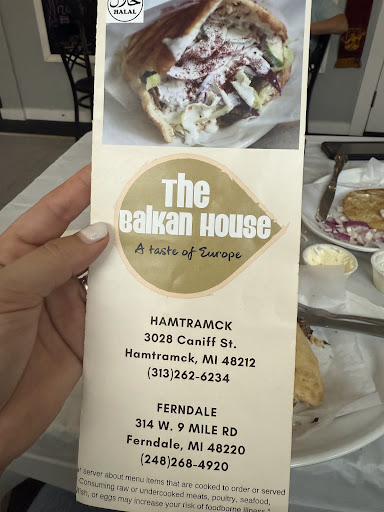 حلال
HALAL
The
Balkan House
A taste of Europe
HAMTRAMCK
3028 Caniff St.
Hamtramck, MI 48212
(313)262-6234
FERNDALE
314 W. 9 MILE RD
Ferndale, MI 48220
(248)268-4920
server about menu items that are cooked to order or served
Consuming raw or undercooked meats, poultry, seafood,
fish, or eggs may increase your risk of foodborne illness *